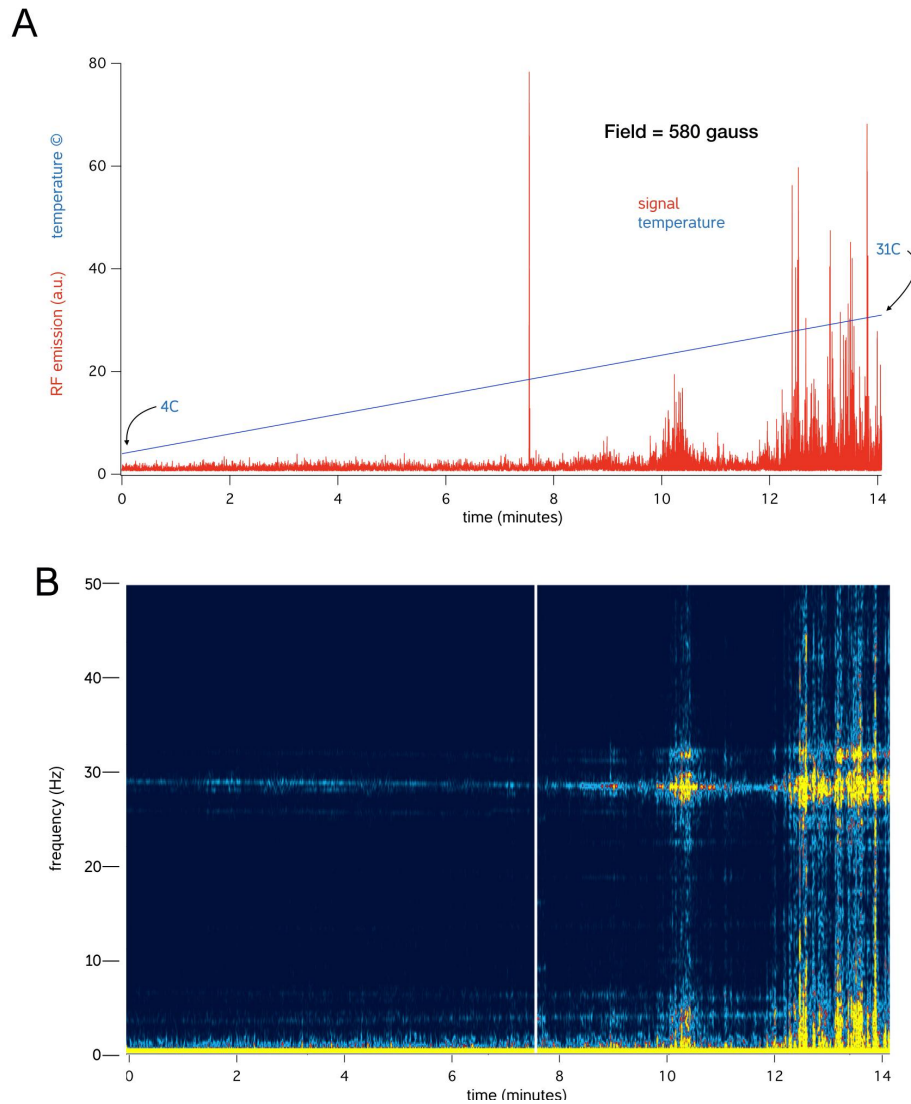 A
80
60
40
20
0
RF emission (a.u.)
temperature ©
Field = 580 gauss
signal
temperature
31C
4C
0 2 4 6 8 10 12 14
time (minutes)
B
50
40
30
20
10
0
frequency (Hz)
0 2 4 6 8 10 12 14
time (minutes)